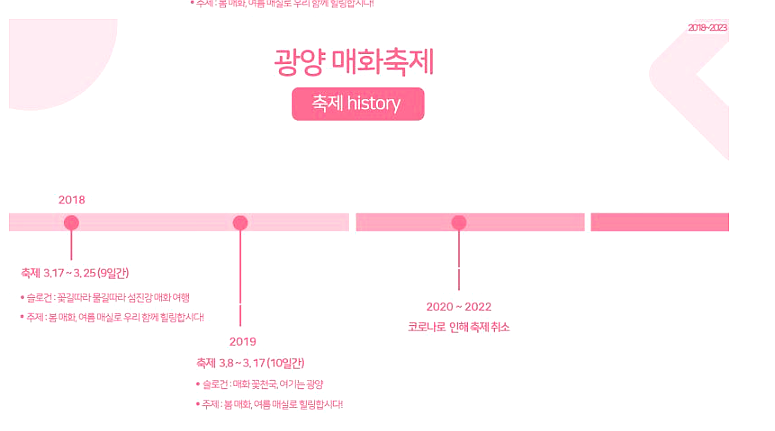 • 주제 : 봄 매화, 여름 매실로 우리 함께 힐링합시다!
2018~2023
광양 매화축제
축제 history
2018
축제 3.17 ~ 3. 25 (9일간)
• 슬로건 : 꽃길따라 물길따라 섬진강 매화 여행
• 주제 : 봄 매화, 여름 매실로 우리 함께 힐링합시다!
2019
축제 3.8 ~ 3. 17 (10일간)
• 슬로건 : 매화 꽃천국, 여기는 광양
• 주제 : 봄 매화, 여름 매실로 힐링합시다!
2020 ~ 2022
코로나로 인해 축제 취소